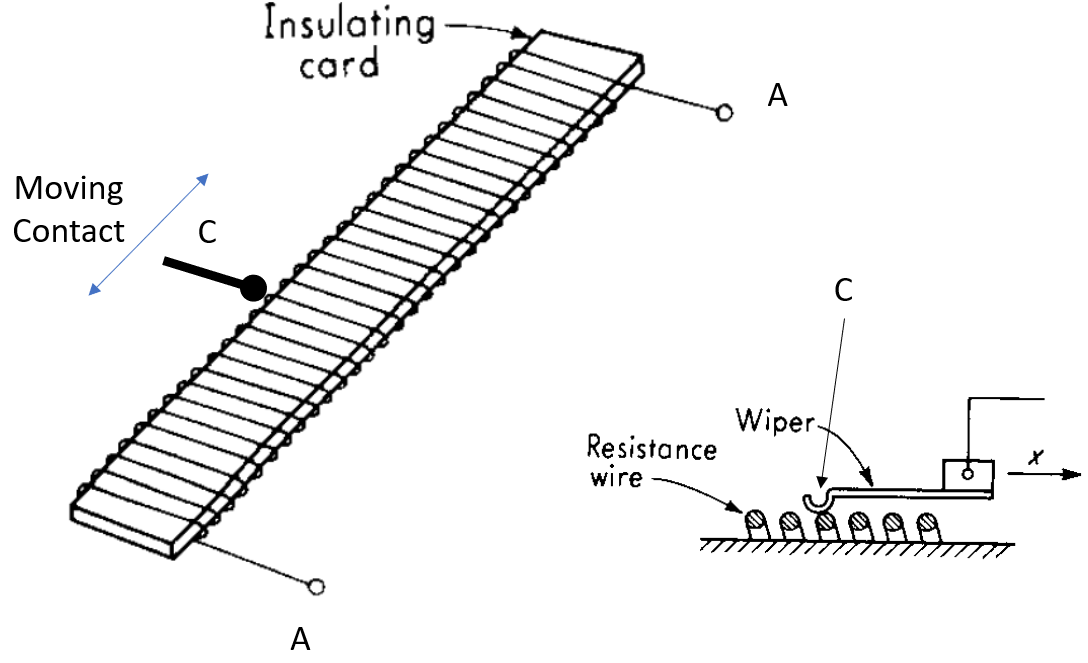 Insulating
card
A
Moving
Contact
C
C
Wiper
Resistance
wire
x
A